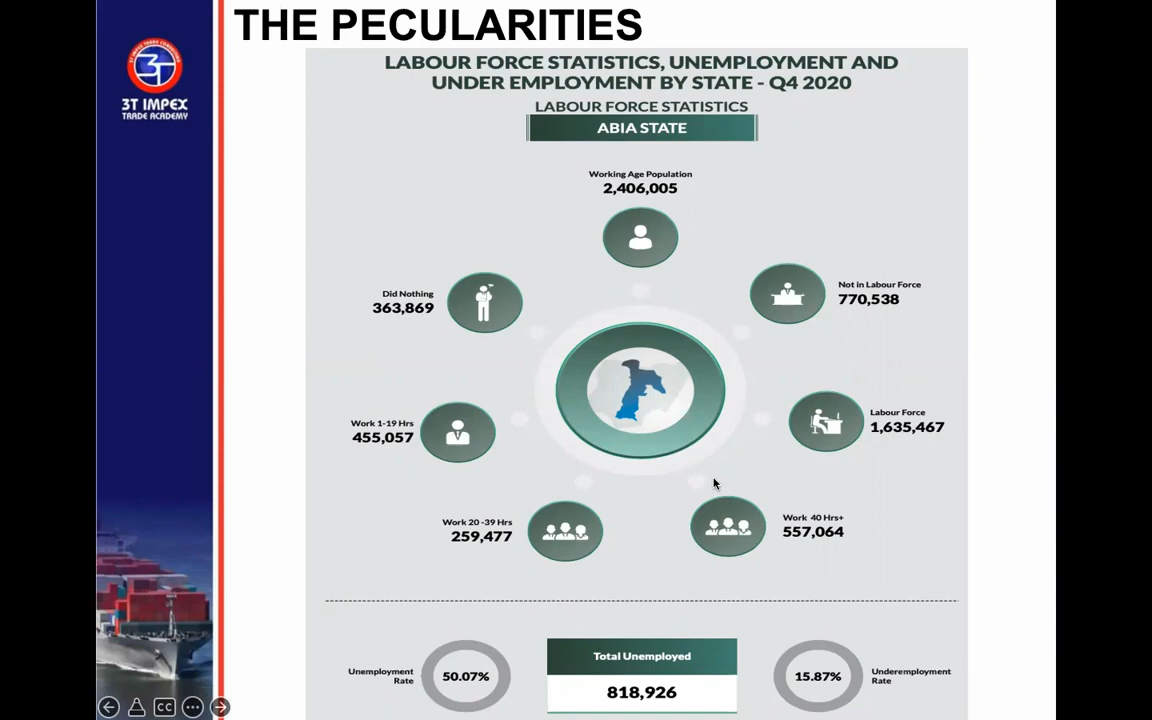 THE PECULARITIES
3T IMPEX
TRADE ACADEMY
LABOUR FORCE STATISTICS, UNEMPLOYMENT AND
UNDER EMPLOYMENT BY STATE - Q4 2020
LABOUR FORCE STATISTICS
ABIA STATE
Working Age Population
2,406,005
Did Nothing
363,869
Not in Labour Force
770,538
Work 1-19 Hrs
455,057
Labour Force
1,635,467
Work 20 -39 Hrs
259,477
Work 40 Hrs+
557,064
Unemployment
Rate
50.07%
Total Unemployed
818,926
15.87%
Underemployment
Rate
CC